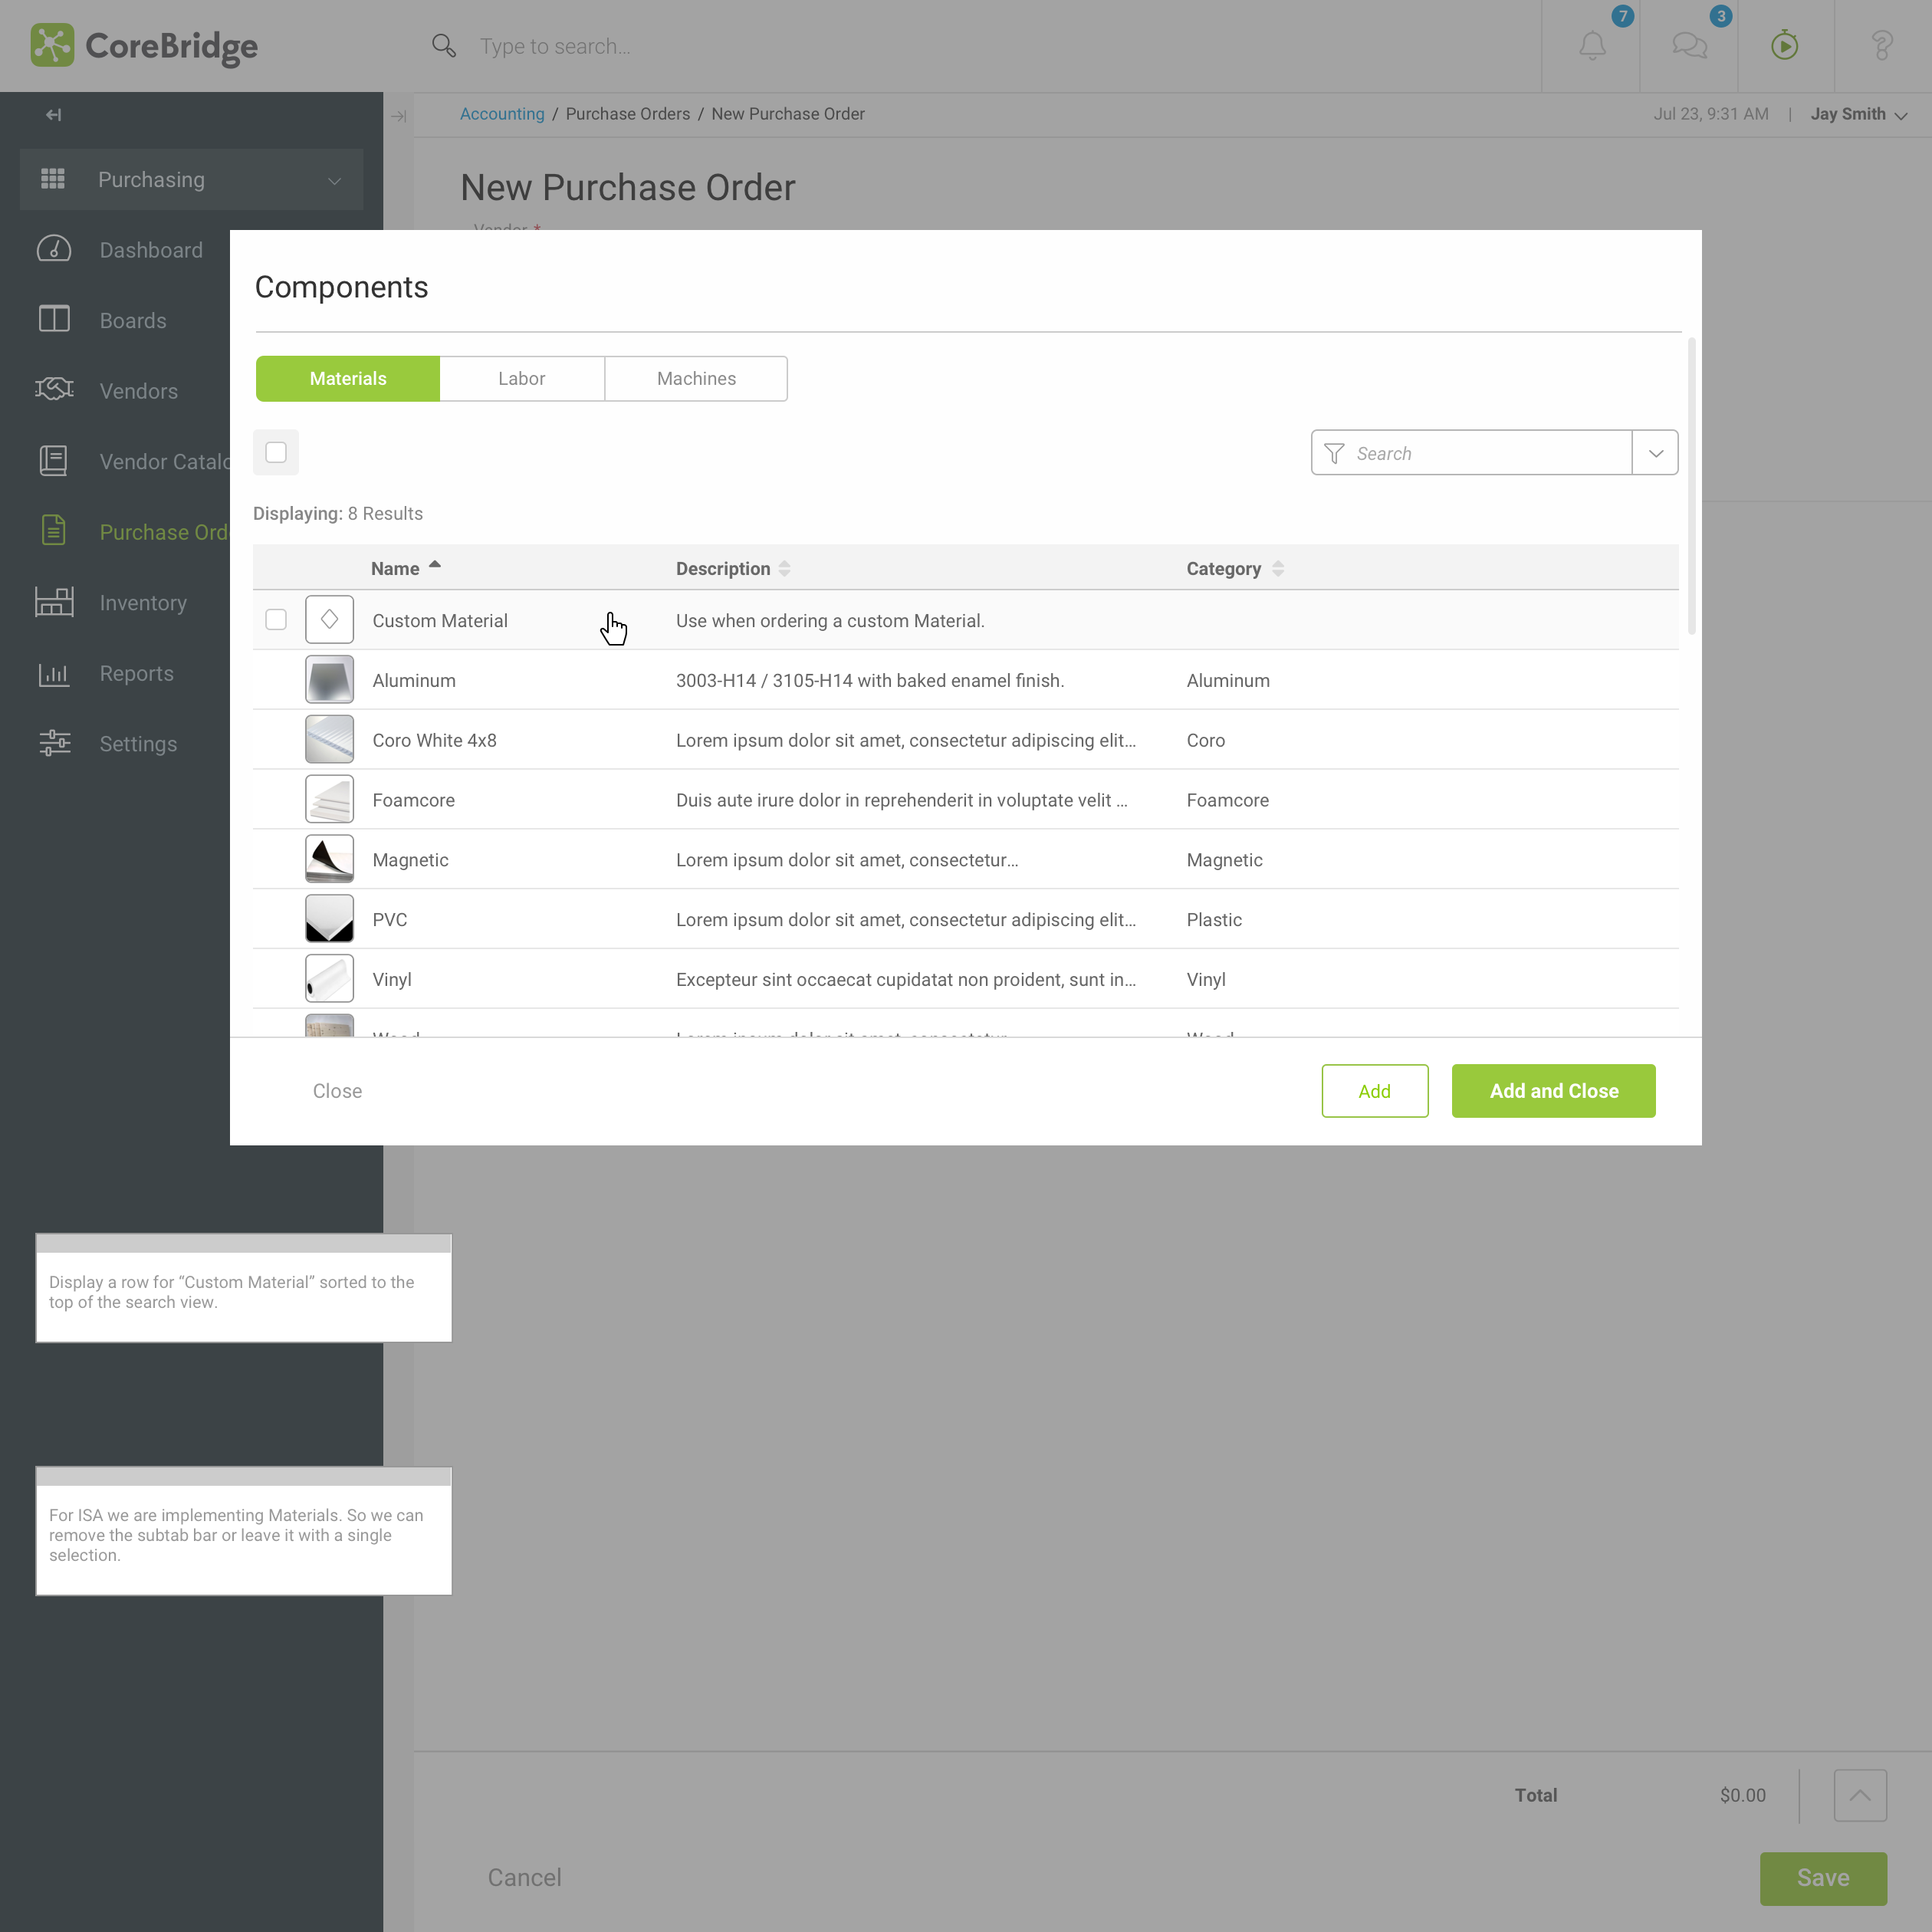 CoreBridge
Type to search...
7
3
Accounting / Purchase Orders / New Purchase Order
Jul 23, 9:31 AM | Jay Smith
Purchasing
Dashboard
Boards
Vendors
Vendor Catalo
Purchase Ord
Inventory
Reports
Settings
New Purchase Order
Vendor *
Components
Materials
Labor
Machines
Search
Displaying: 8 Results
Name Description Category
Custom Material Use when ordering a custom Material.
Aluminum 3003-H14 / 3105-H14 with baked enamel finish. Aluminum
Coro White 4x8 Lorem ipsum dolor sit amet, consectetur adipiscing elit... Coro
Foamcore Duis aute irure dolor in reprehenderit in voluptate velit ... Foamcore
Magnetic Lorem ipsum dolor sit amet, consectetur... Magnetic
PVC Lorem ipsum dolor sit amet, consectetur adipiscing elit... Plastic
Vinyl Excepteur sint occaecat cupidatat non proident, sunt in... Vinyl
Wood Lorem ipsum dolor sit amet, consectetur... Wood
Close
Add
Add and Close
Display a row for “Custom Material” sorted to the
top of the search view.
For ISA we are implementing Materials. So we can
remove the subtab bar or leave it with a single
selection.
Total $0.00
Cancel
Save